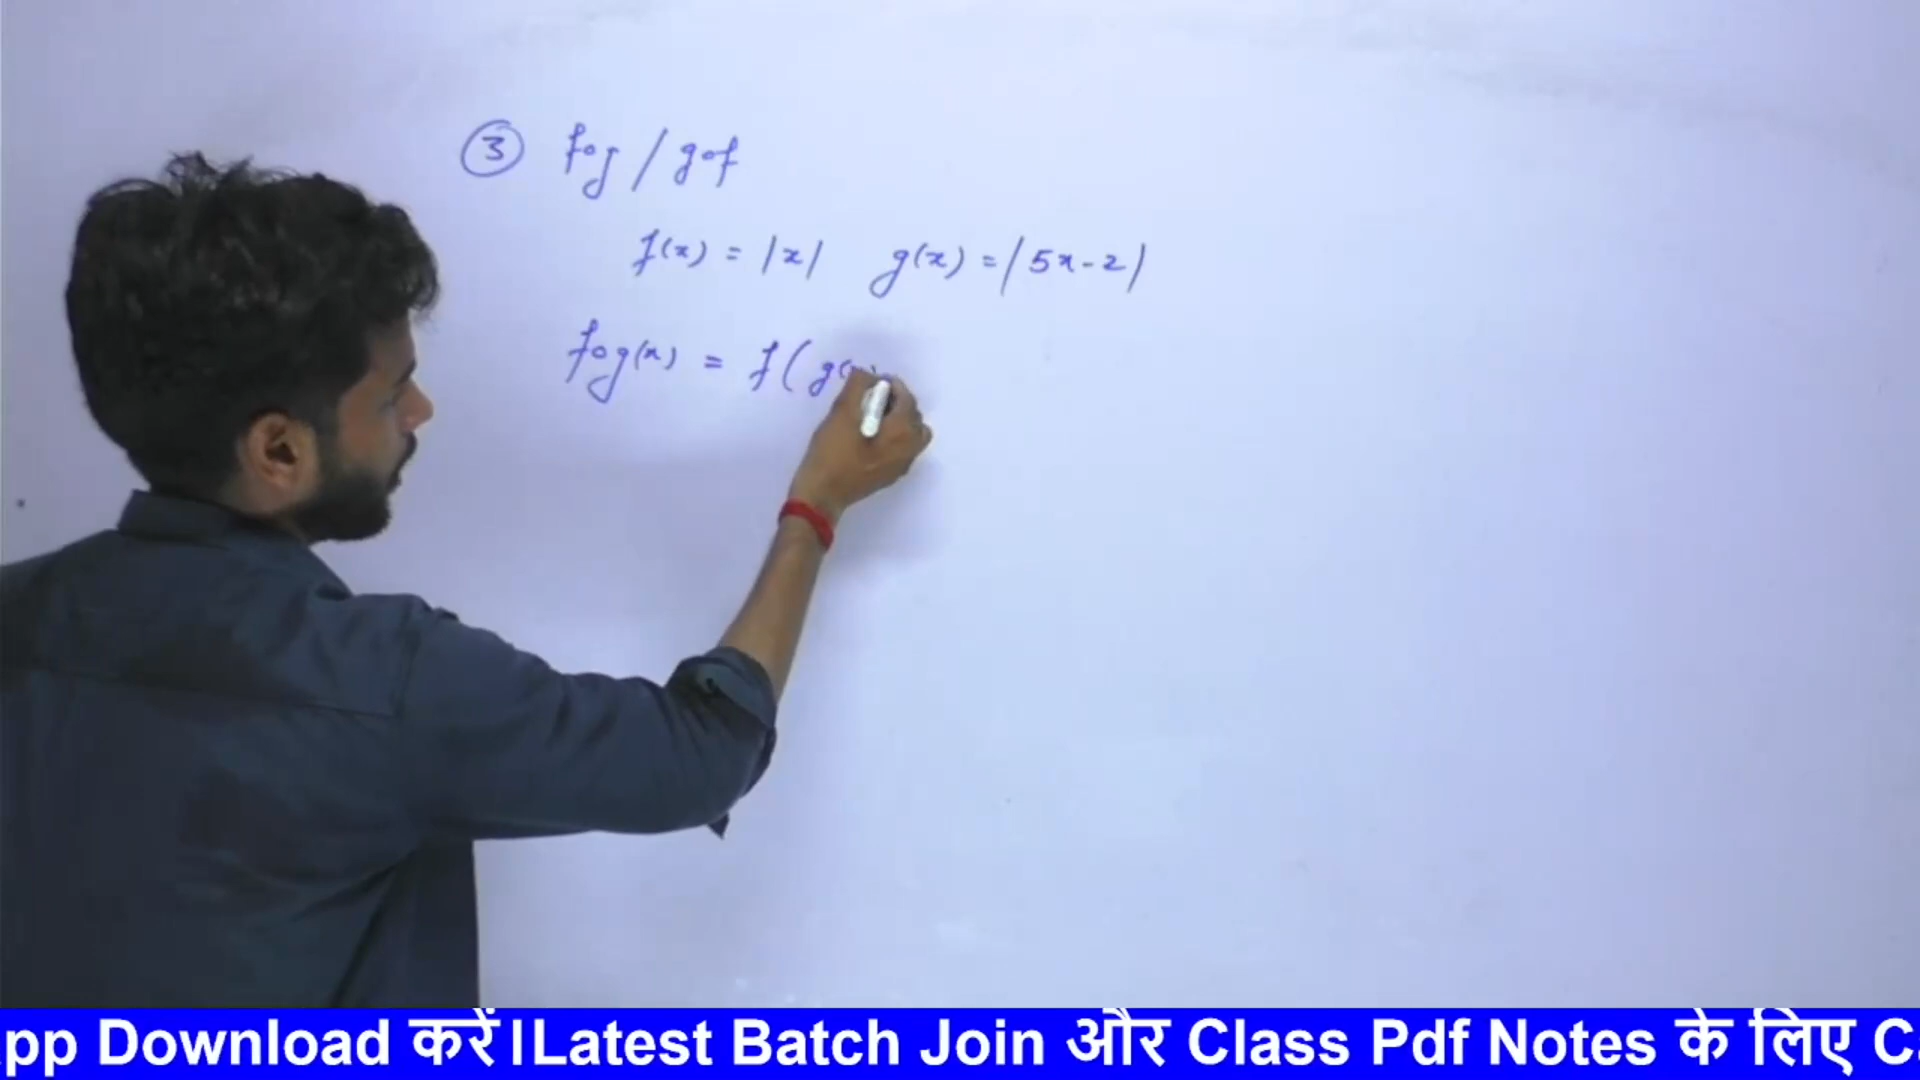 ③ fog / gof
f(x) = |x| g(x) = |5x-2|
fog(x) = f(g(x)
pp Download करें।Latest Batch Join और Class Pdf Notes के लिए C